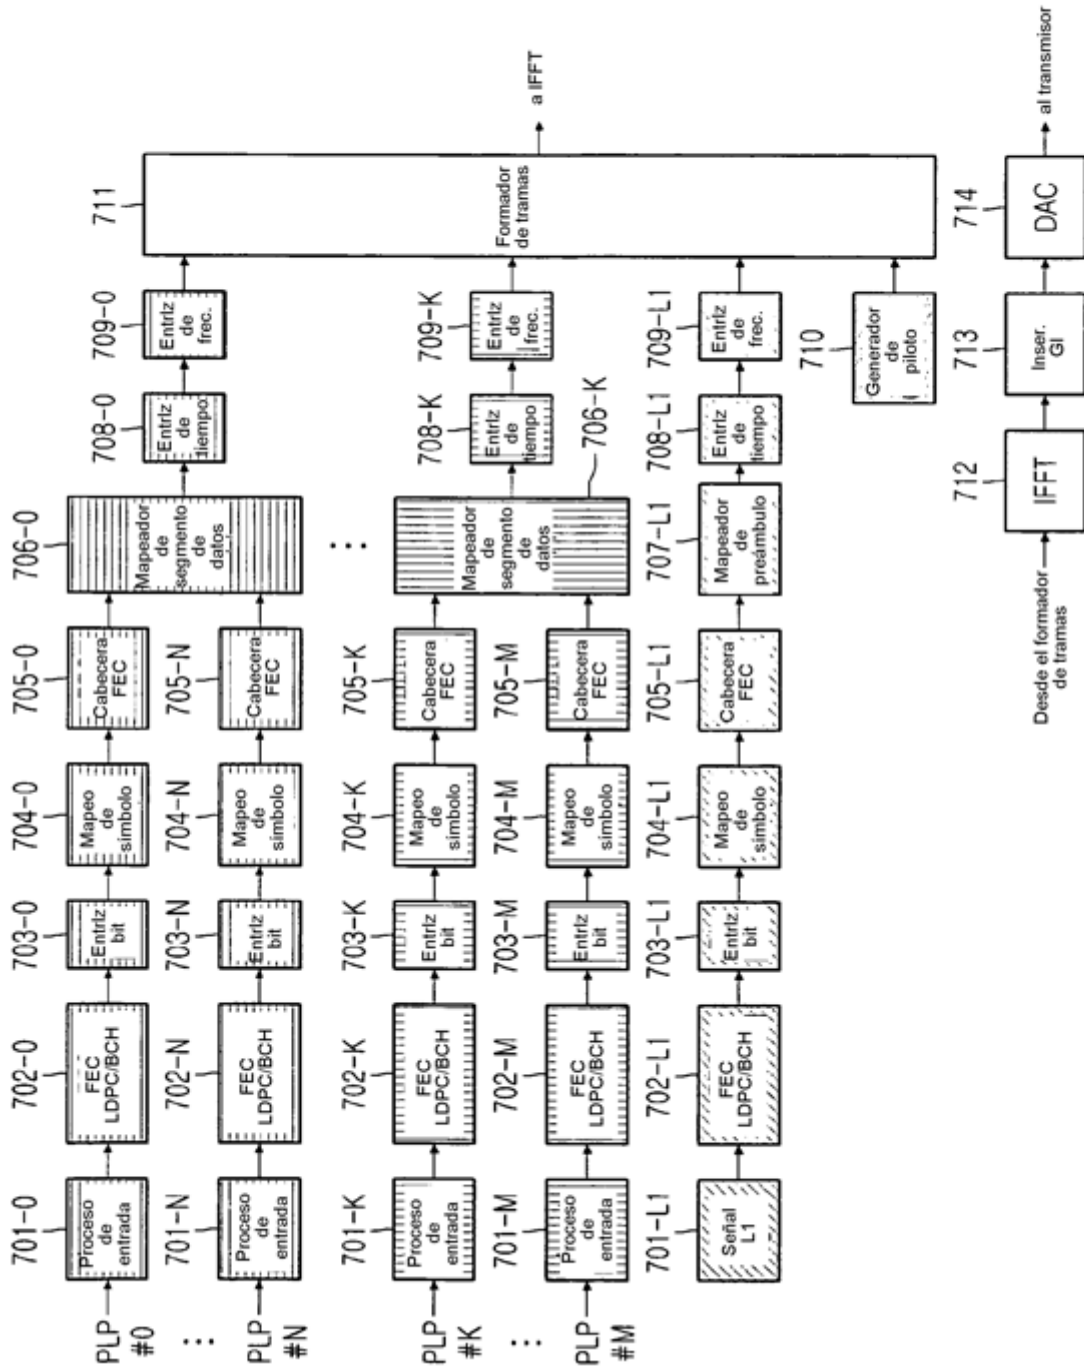 PLP
#0
701-0
Proceso
de
entrada
702-0
FEC
LDPC/BCH
703-0
Entrlz
bit
704-0
Mapeo
de
símbolo
705-0
Cabecera
FEC
706-0
Mapeador
de
segmento
de
datos
708-0
Entrlz
de
tiempo
709-0
Entrlz
de
frec.
711
Formador
de tramas
a IFFT
PLP
#N
701-N
Proceso
de
entrada
702-N
FEC
LDPC/BCH
703-N
Entrlz
bit
704-N
Mapeo
de
símbolo
705-N
Cabecera
FEC
PLP
#K
701-K
Proceso
de
entrada
702-K
FEC
LDPC/BCH
703-K
Entrlz
bit
704-K
Mapeo
de
símbolo
705-K
Cabecera
FEC
Mapeador
de
segmento
de
datos
706-K
708-K
Entrlz
de
tiempo
709-K
Entrlz
de
frec.
PLP
#M
701-M
Proceso
de
entrada
702-M
FEC
LDPC/BCH
703-M
Entrlz
bit
704-M
Mapeo
de
símbolo
705-M
Cabecera
FEC
701-L1
Señal
L1
702-L1
FEC
LDPC/BCH
703-L1
Entrlz
bit
704-L1
Mapeo
de
símbolo
705-L1
Cabecera
FEC
707-L1
Mapeador
de
preámbulo
708-L1
Entrlz
de
tiempo
709-L1
Entrlz
de
frec.
710
Generador
de
piloto
Desde el formador
de tramas
712
IFFT
713
Inser.
GI
714
DAC
al transmisor